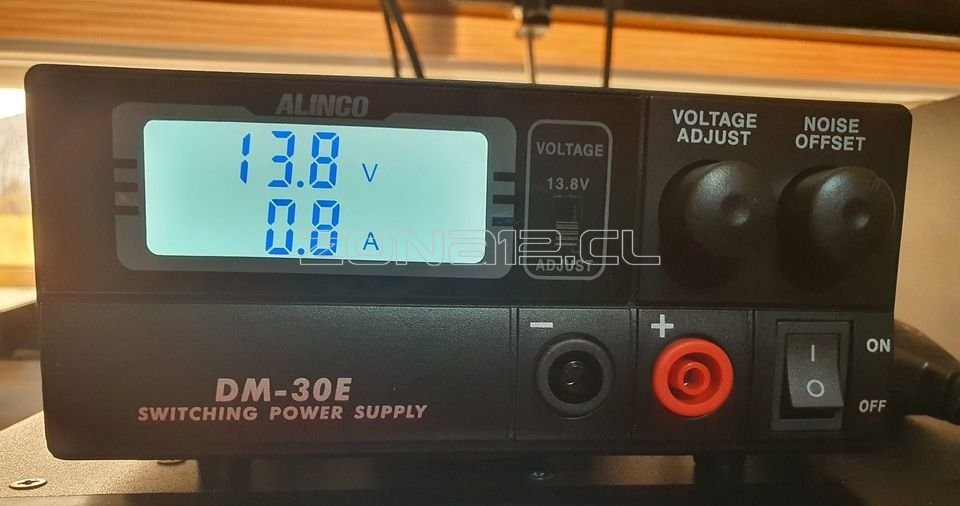 ALINCO
13.8 V
0.8 A
VOLTAGE
13.8V
ADJUST
VOLTAGE
ADJUST
NOISE
OFFSET
zona12.CL
DM-30E
SWITCHING POWER SUPPLY
−
+
I
O
ON
OFF